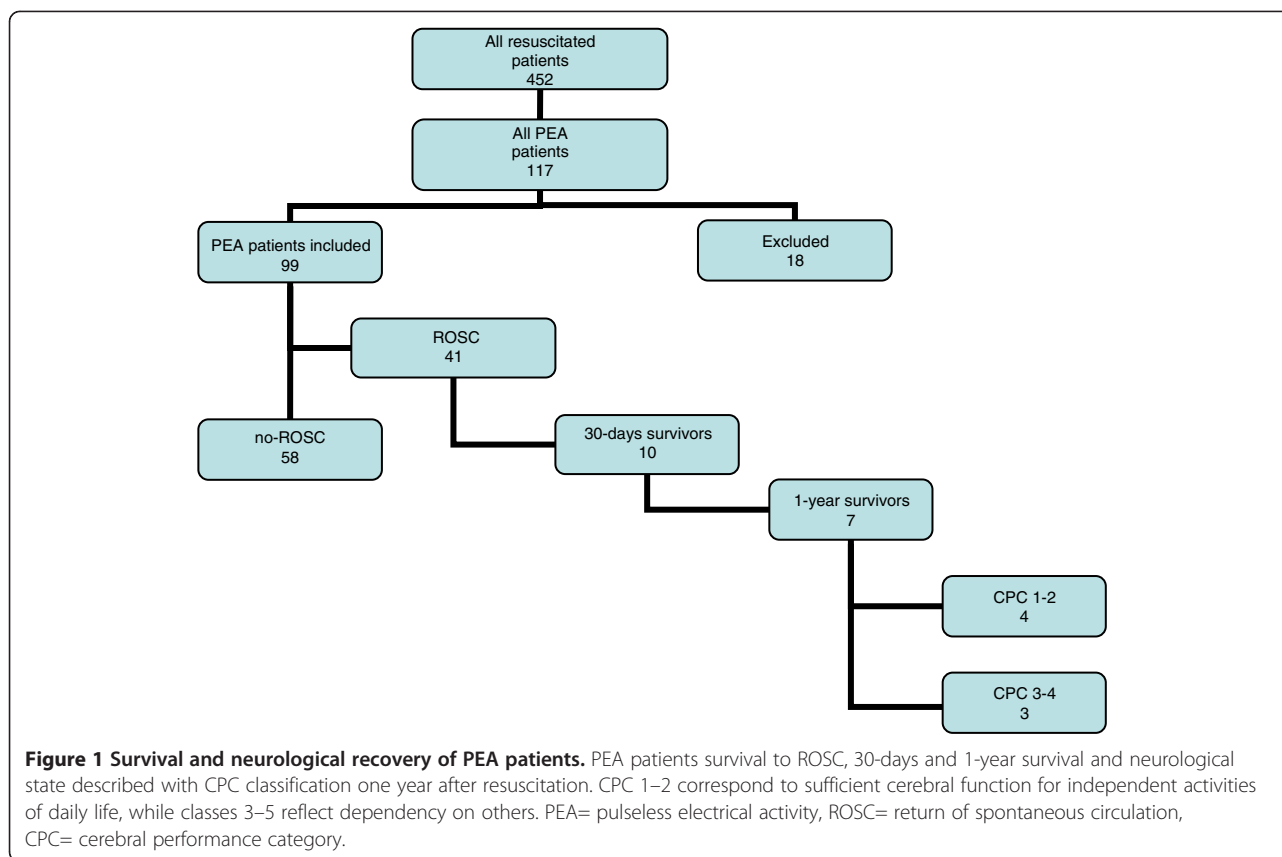 All resuscitated
patients
452
All PEA
patients
117
PEA patients included
99
Excluded
18
ROSC
41
no-ROSC
58
30-days survivors
10
1-year survivors
7
CPC 1-2
4
CPC 3-4
3
Figure 1 Survival and neurological recovery of PEA patients. PEA patients survival to ROSC, 30-days and 1-year survival and neurological
state described with CPC classification one year after resuscitation. CPC 1–2 correspond to sufficient cerebral function for independent activities
of daily life, while classes 3–5 reflect dependency on others. PEA= pulseless electrical activity, ROSC= return of spontaneous circulation,
CPC= cerebral performance category.